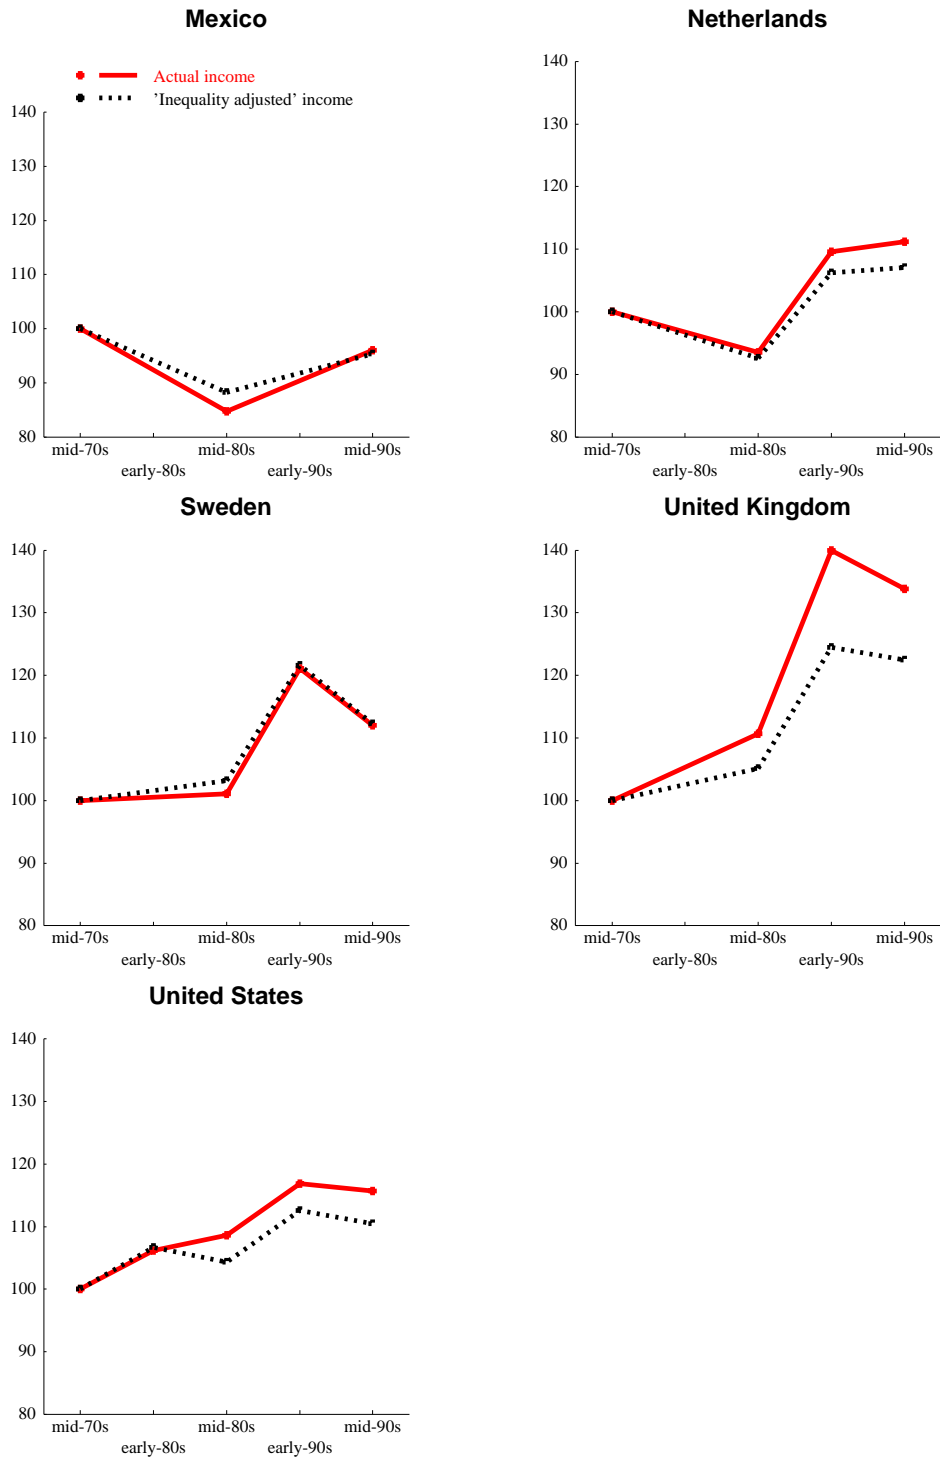 Mexico
Actual income
’Inequality adjusted’ income
140
130
120
110
100
90
80
mid-70s mid-80s mid-90s
early-80s early-90s
Netherlands
140
130
120
110
100
90
80
mid-70s mid-80s mid-90s
early-80s early-90s
Sweden
140
130
120
110
100
90
80
mid-70s mid-80s mid-90s
early-80s early-90s
United Kingdom
140
130
120
110
100
90
80
mid-70s mid-80s mid-90s
early-80s early-90s
United States
140
130
120
110
100
90
80
mid-70s mid-80s mid-90s
early-80s early-90s